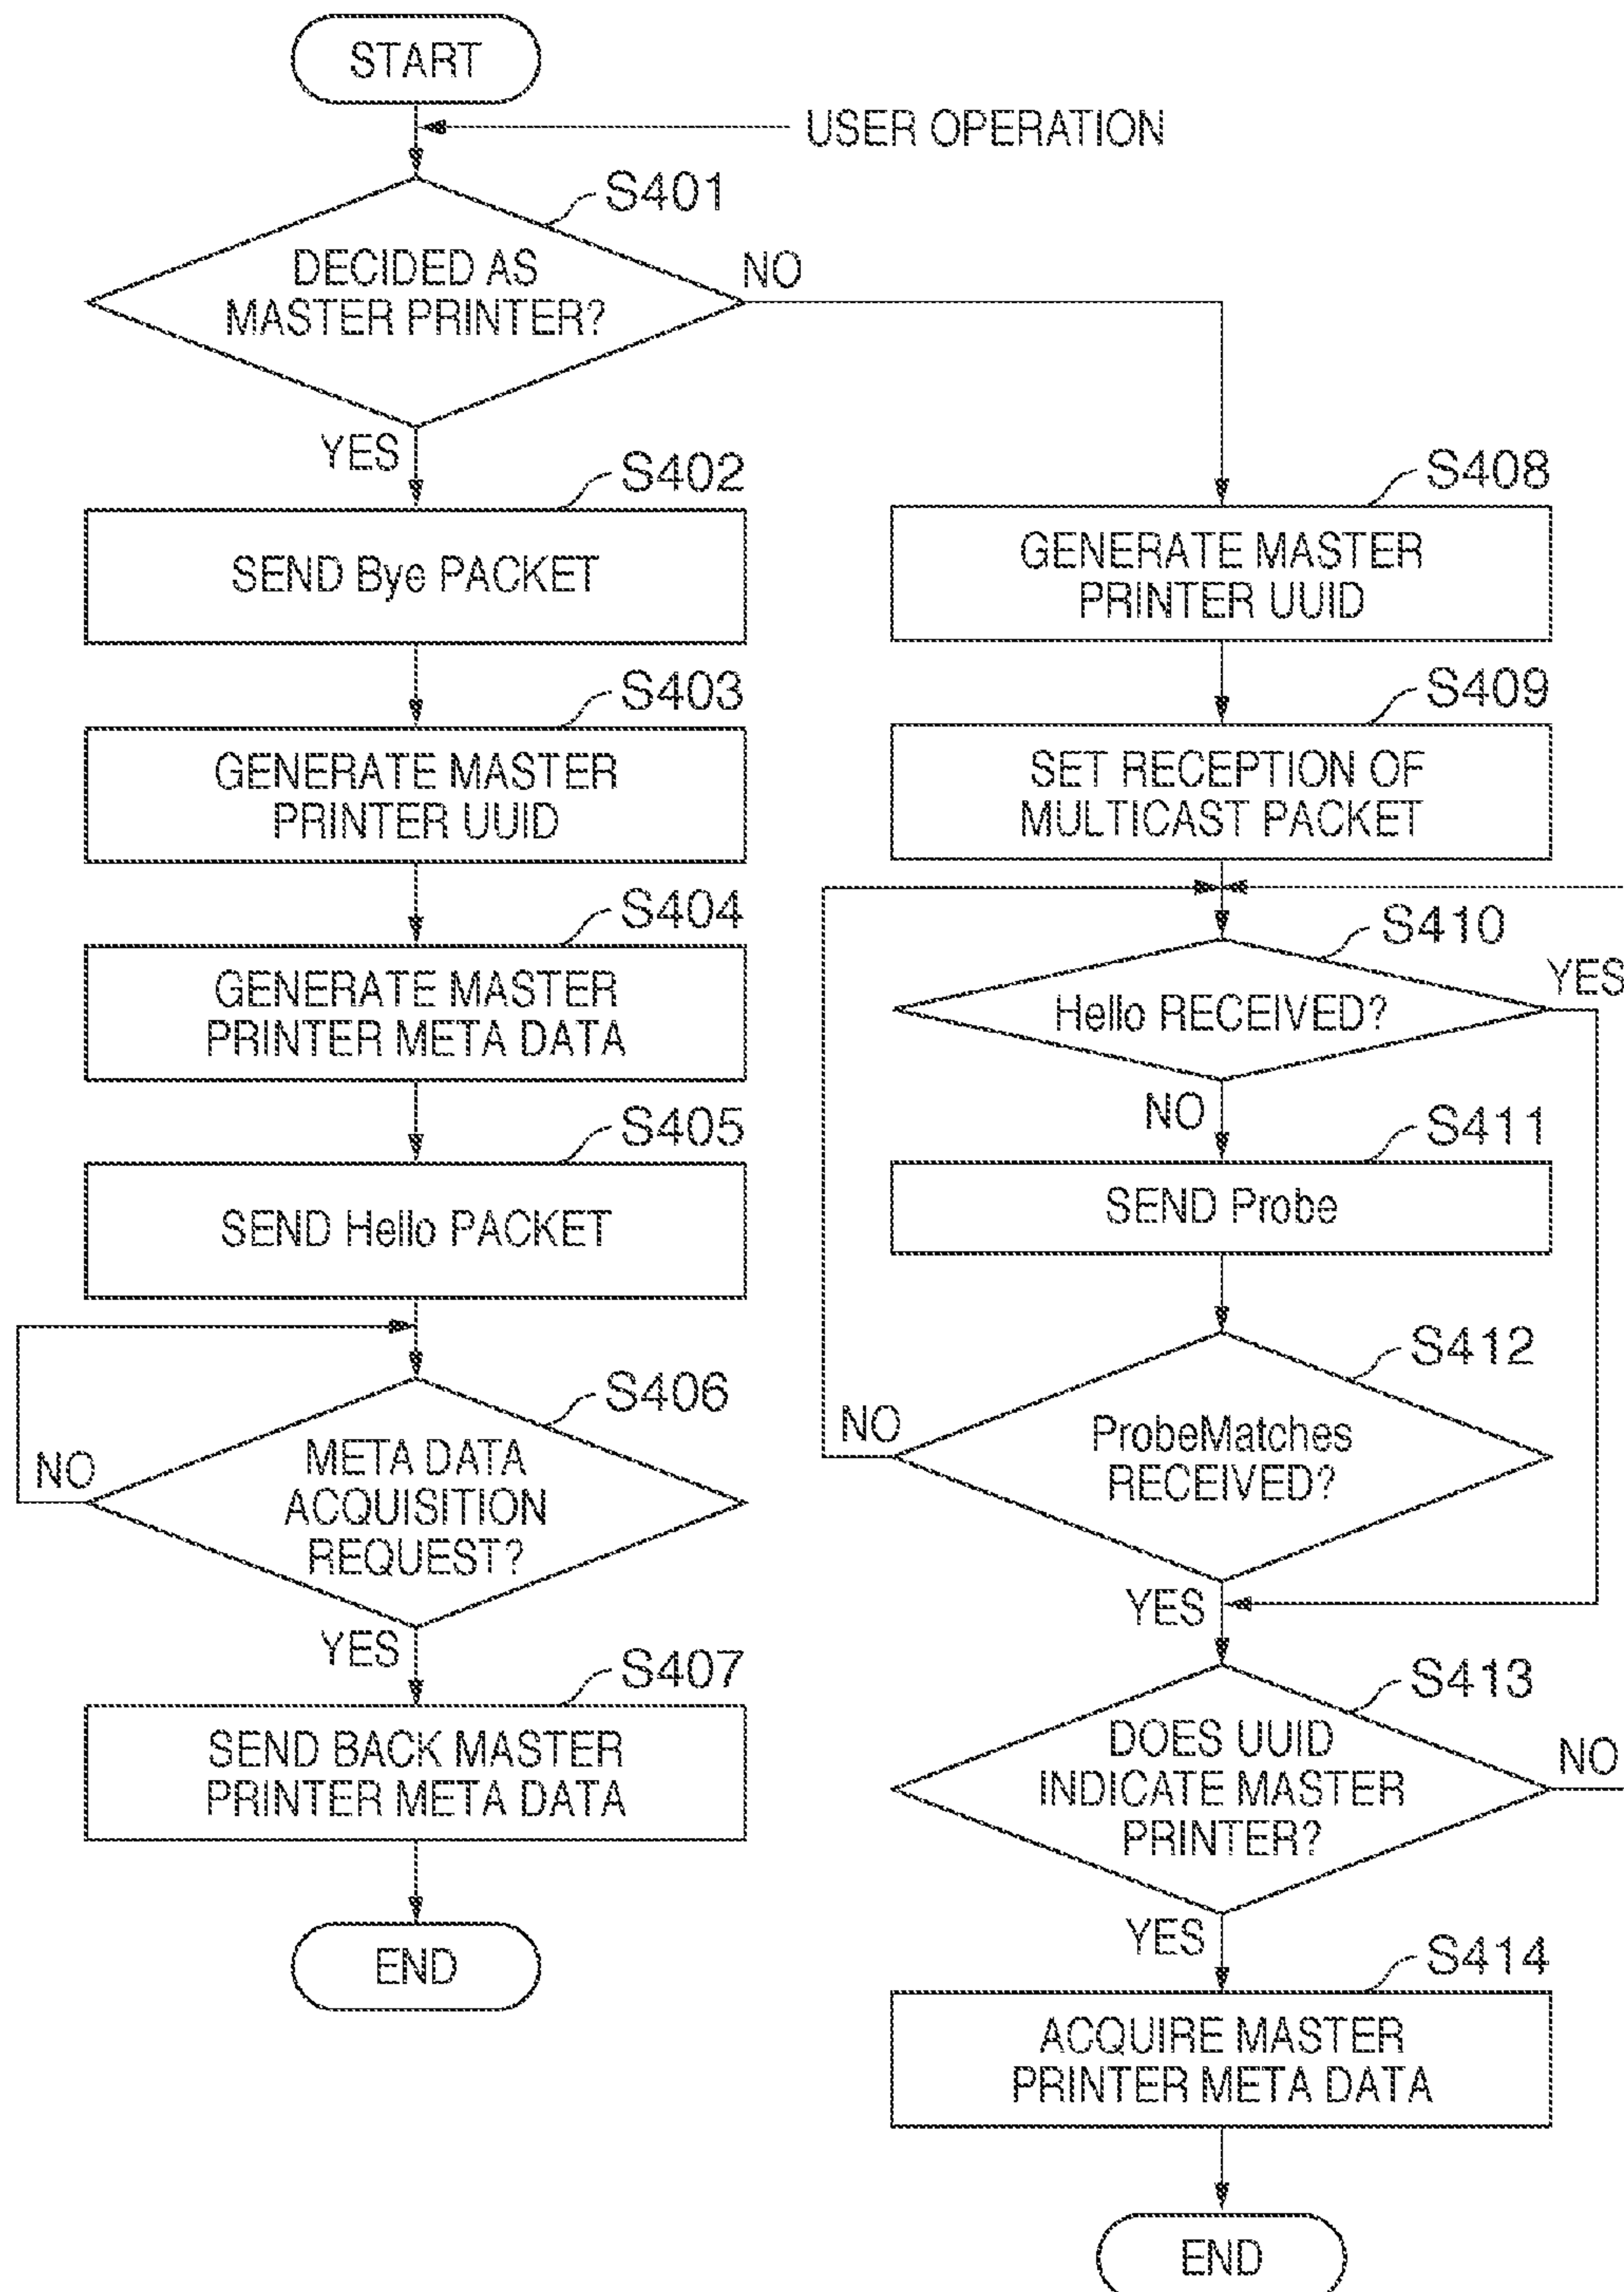 START
USER OPERATION
S401
DECIDED AS
MASTER PRINTER?
NO
YES
S402
SEND Bye PACKET
S403
GENERATE MASTER
PRINTER UUID
S404
GENERATE MASTER
PRINTER META DATA
S405
SEND Hello PACKET
S406
META DATA
ACQUISITION
REQUEST?
NO
YES
S407
SEND BACK MASTER
PRINTER META DATA
END
S408
GENERATE MASTER
PRINTER UUID
S409
SET RECEPTION OF
MULTICAST PACKET
S410
YES
Hello RECEIVED?
NO
S411
SEND Probe
S412
NO
ProbeMatches
RECEIVED?
YES
S413
DOES UUID
INDICATE MASTER
PRINTER?
NO
YES
S414
ACQUIRE MASTER
PRINTER META DATA
END